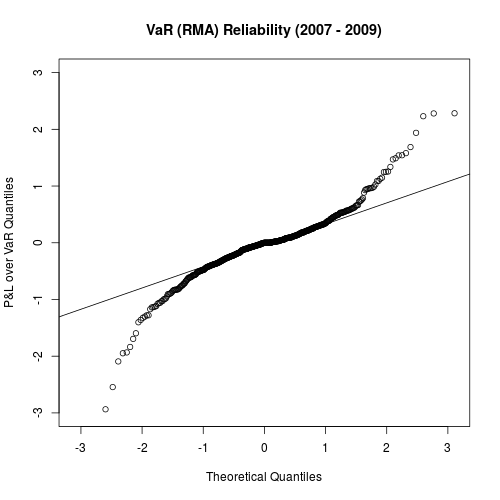 VaR (RMA) Reliability (2007 - 2009)
P&L over VaR Quantiles
3
2
1
0
-1
-2
-3
-3 -2 -1 0 1 2 3
Theoretical Quantiles